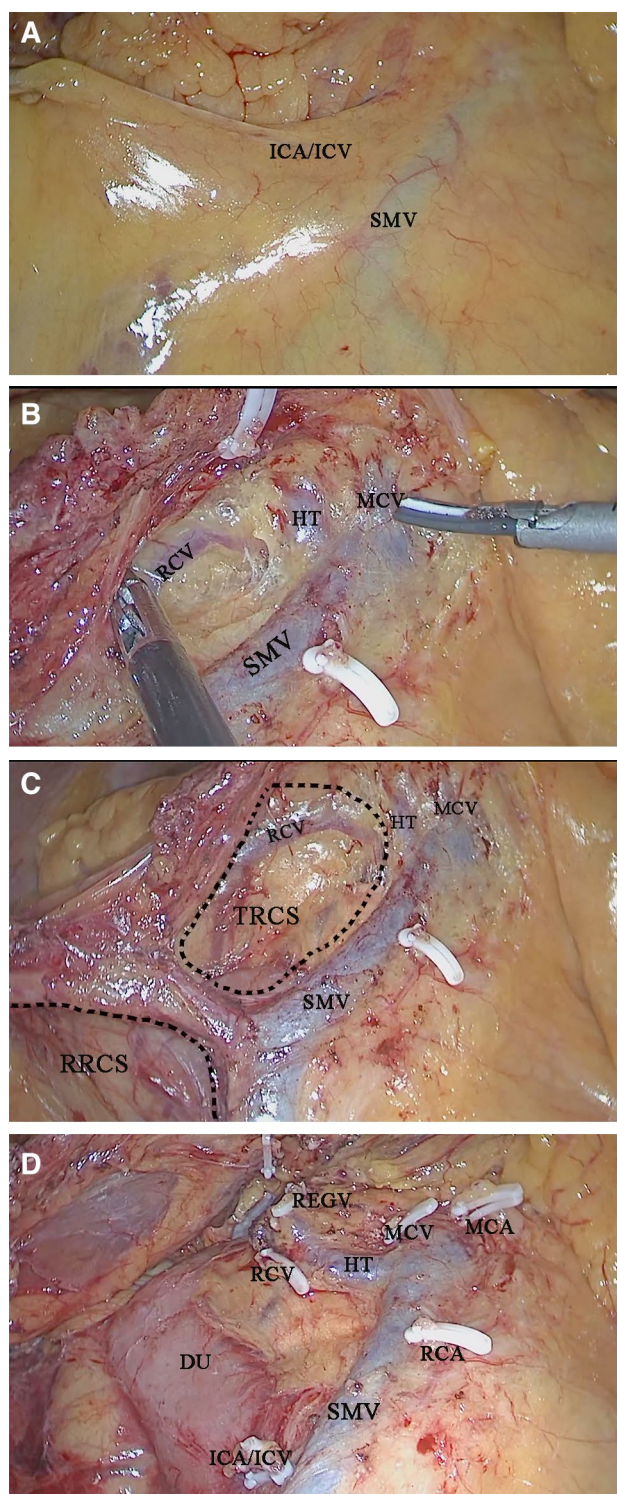 A
ICA/ICV
SMV
B
MCV
HT
RCV
SMV
C
MCV
HT
RCV
TRCS
SMV
RRCS
D
REGV
MCV
MCA
HT
RCV
RCA
DU
SMV
ICA/ICV